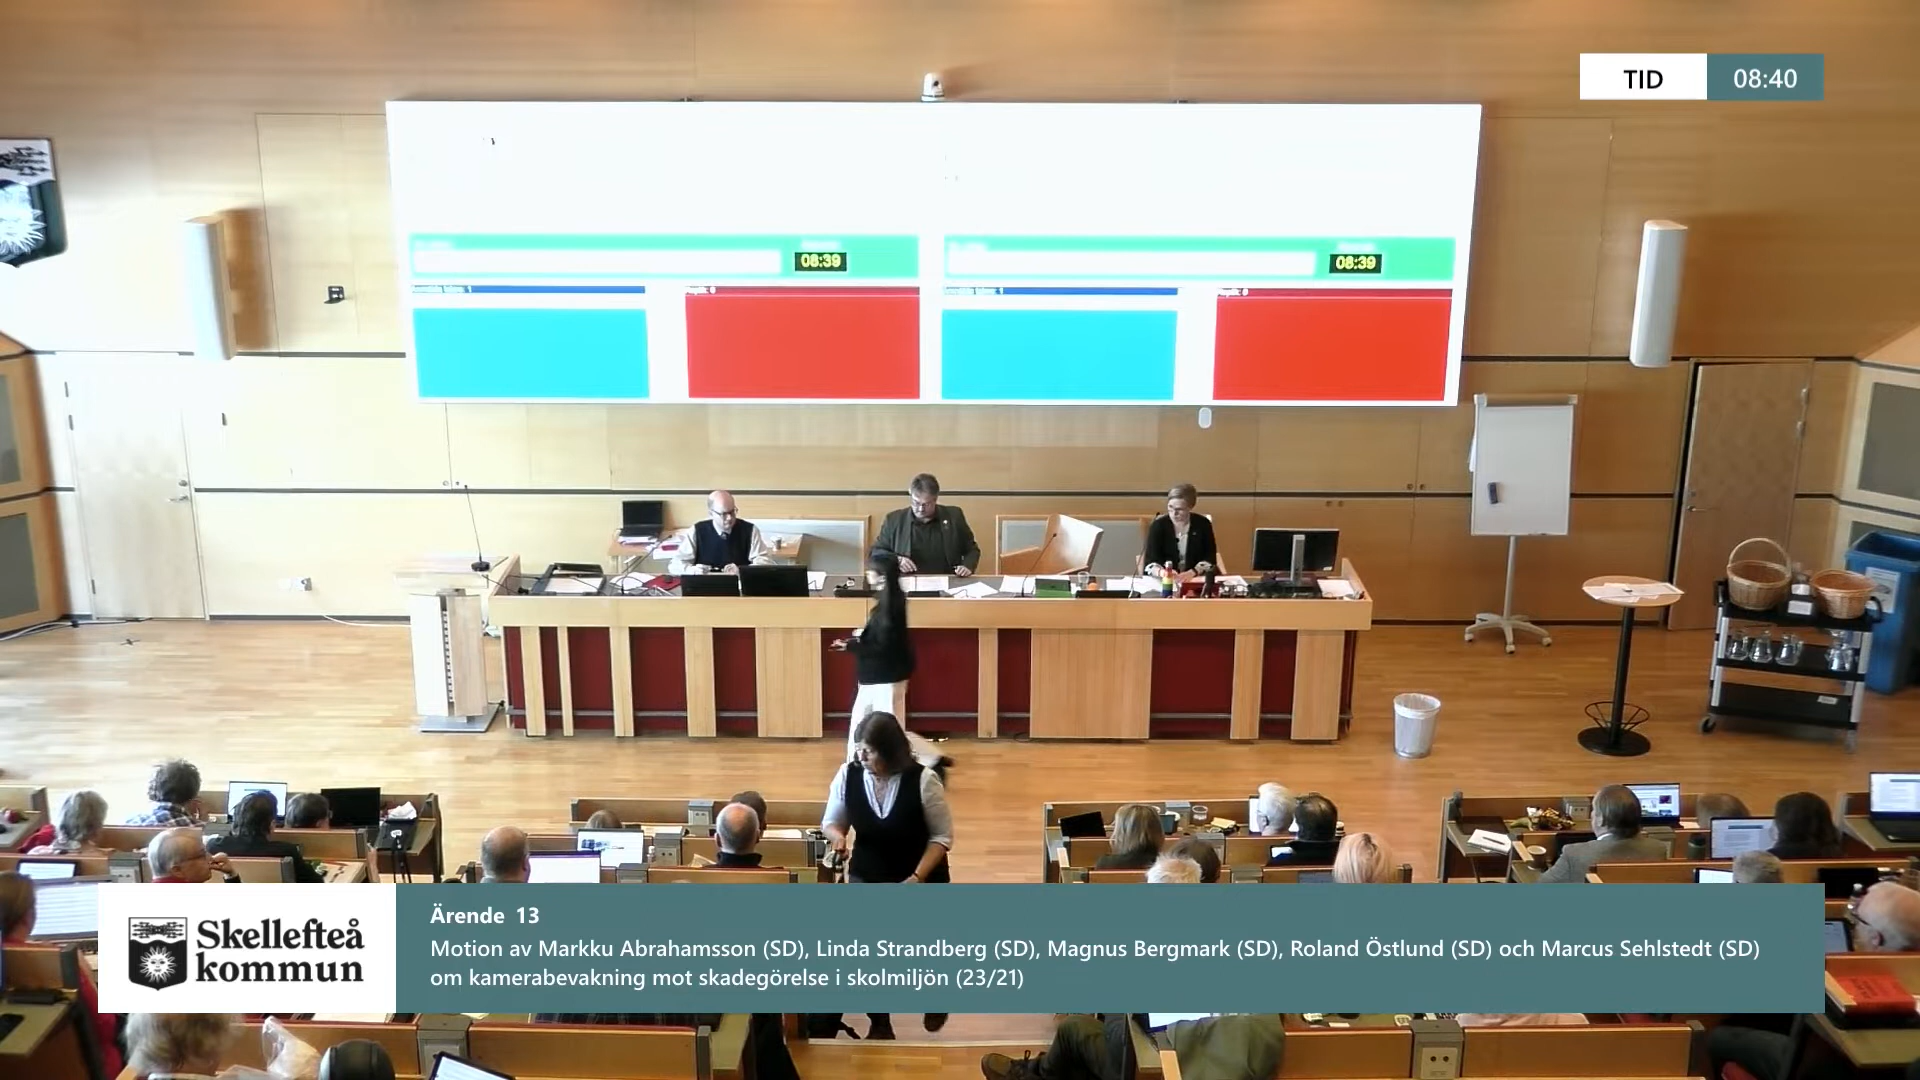 TID 08:40
08:39
08:39
Skellefteå
kommun
Ärende 13
Motion av Markku Abrahamsson (SD), Linda Strandberg (SD), Magnus Bergmark (SD), Roland Östlund (SD) och Marcus Sehlstedt (SD)
om kamerabevakning mot skadegörelse i skolmiljön (23/21)